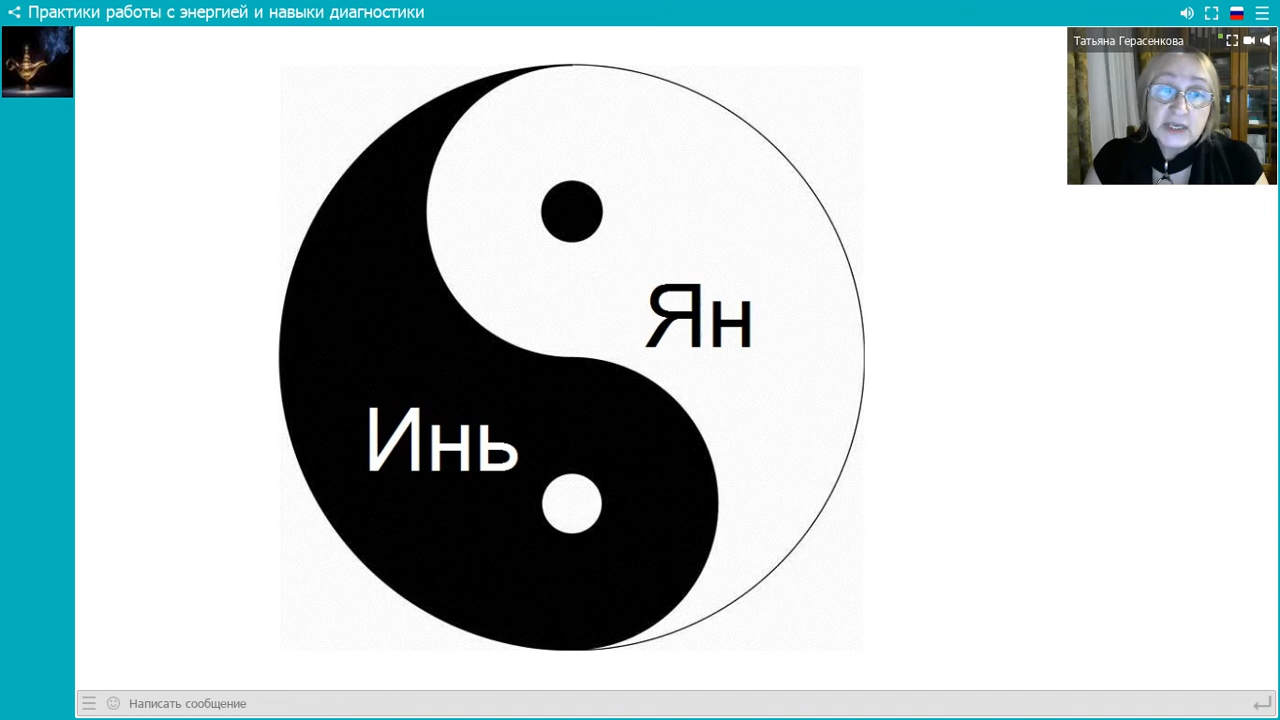 Практики работы с энергией и навыки диагностики
Татьяна Герасенкова
Ян
Инь
Написать сообщение